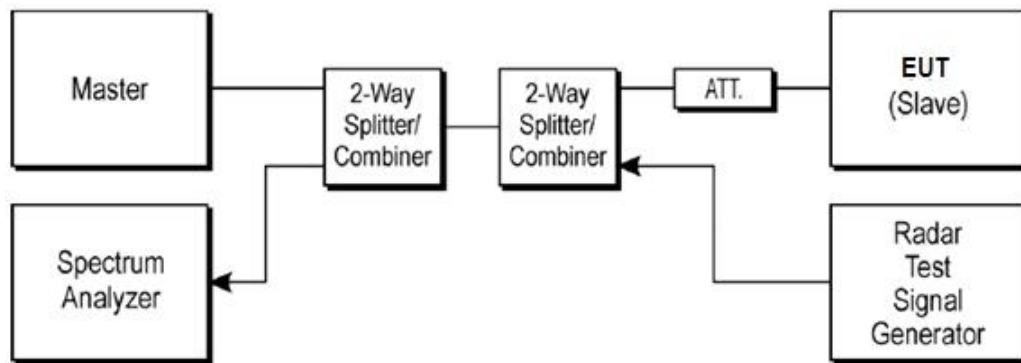 Master
2-Way
Splitter/
Combiner
2-Way
Splitter/
Combiner
ATT.
EUT
(Slave)
Spectrum
Analyzer
Radar
Test
Signal
Generator